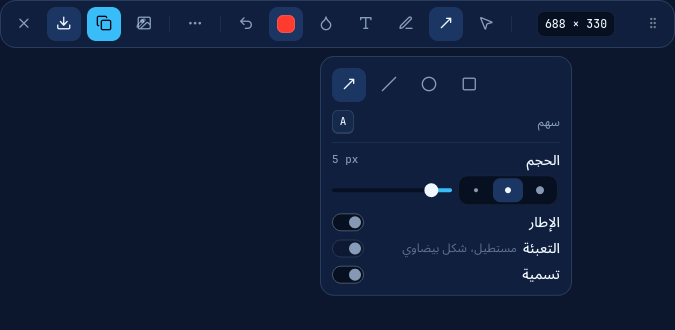 688 × 330
سهم
A
الحجم
5 px
الإطار
التعبئة مستطيل، شكل بيضاوي
تسمية